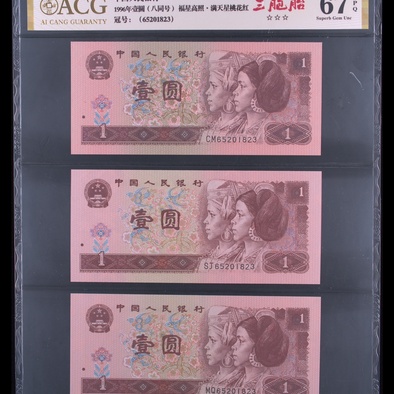 ACG
AI CANG GUARANTY
1996年壹圆（八同号）福星高照·满天星桃花红
冠号：（65201823）
三胞胎
☆☆☆
67
PQ
Superb Gem Unc
中国人民银行
壹圆
1
CM65201823
1
中国人民银行
壹圆
1
SJ65201823
1
中国人民银行
壹圆
1
MQ65201823
1